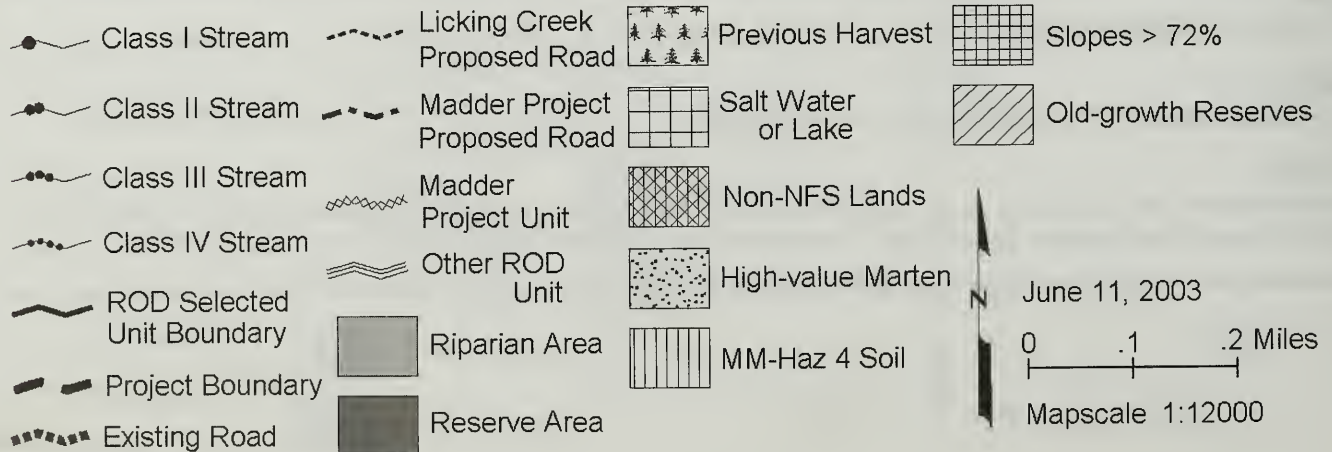 Class I Stream
Class II Stream
Class III Stream
Class IV Stream
ROD Selected
Unit Boundary
Project Boundary
Existing Road
Licking Creek
Proposed Road
Madder Project
Proposed Road
Madder
Project Unit
Other ROD
Unit
Riparian Area
Reserve Area
Previous Harvest
Salt Water
or Lake
Non-NFS Lands
High-value Marten
MM-Haz 4 Soil
Slopes > 72%
Old-growth Reserves
N
June 11, 2003
0 .1 .2 Miles
Mapscale 1:12000